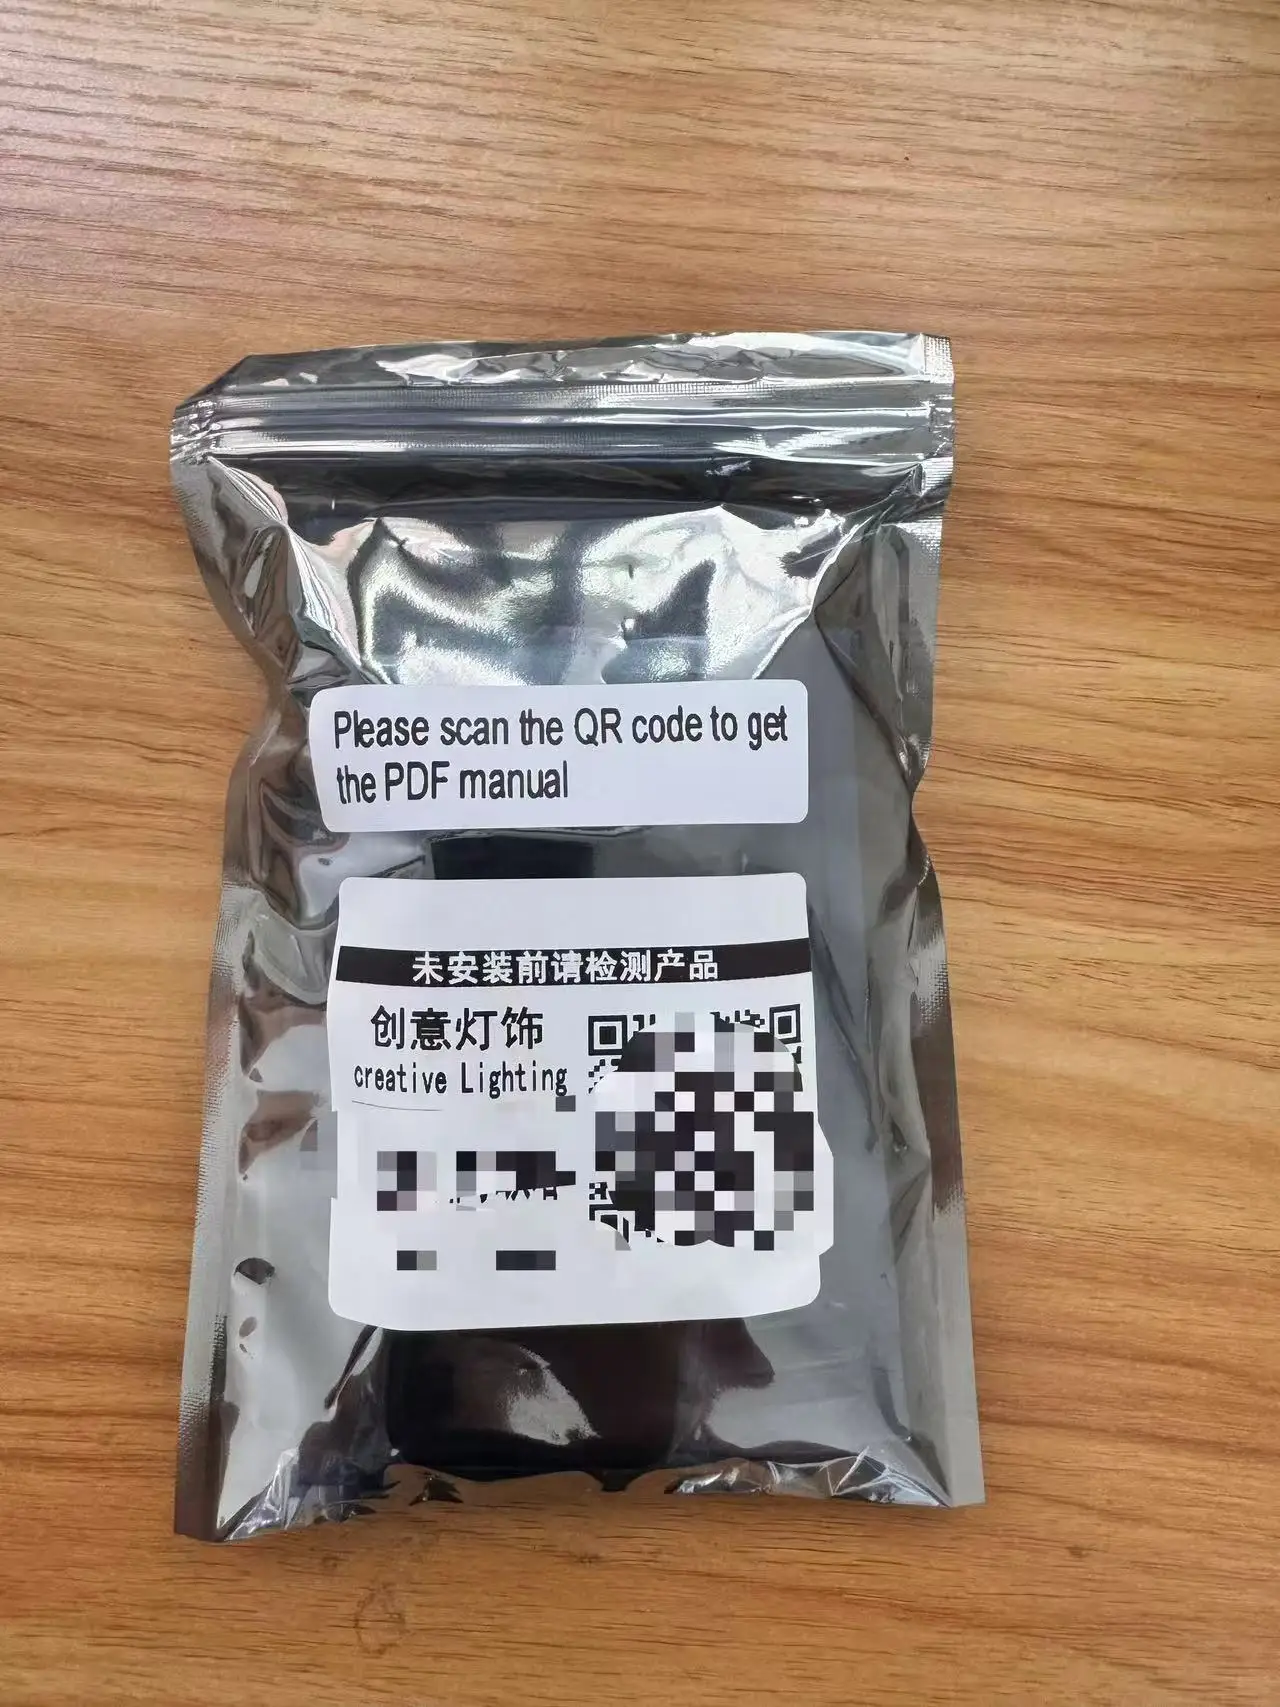 Please scan the QR code to get
the PDF manual
未安装前请检测产品
创意灯饰
creative Lighting